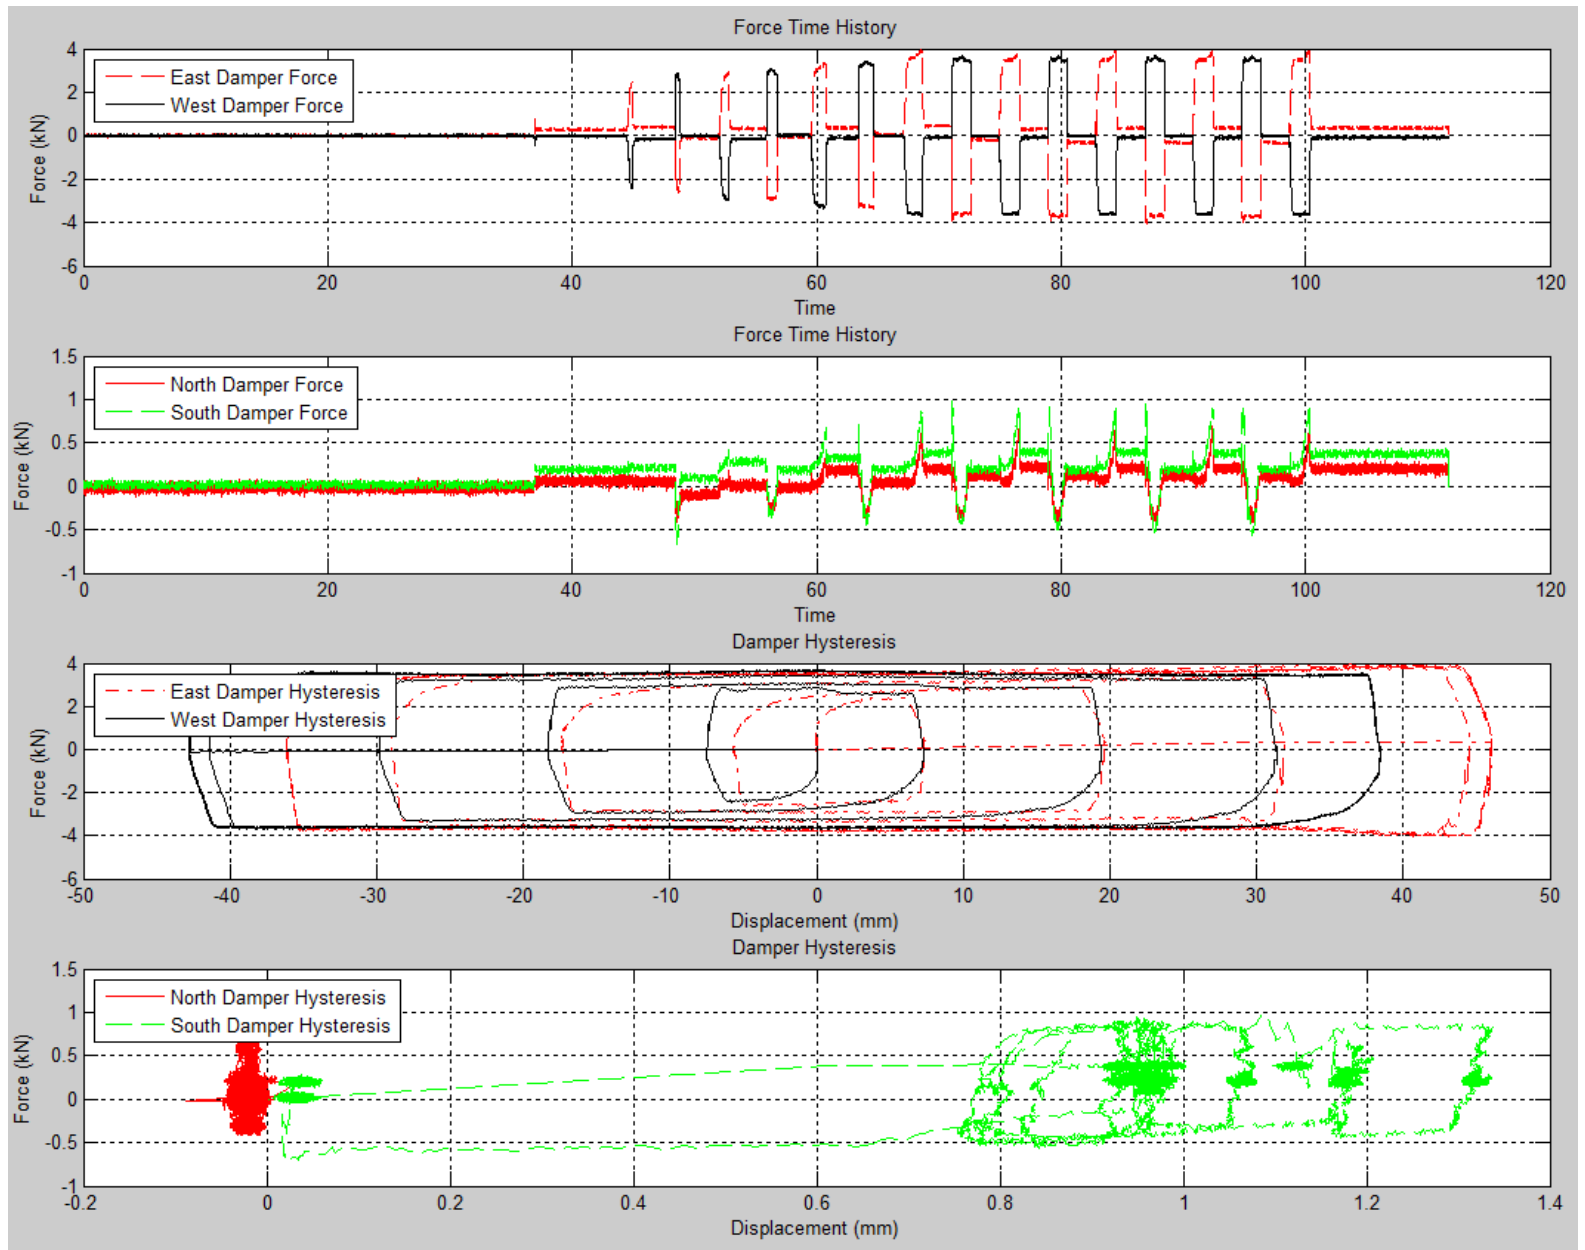 Force Time History
4
2
0
-2
-4
-6
Force (kN)
East Damper Force
West Damper Force
0 20 40 60 80 100 120
Time
Force Time History
1.5
1
0.5
0
-0.5
-1
Force (kN)
North Damper Force
South Damper Force
0 20 40 60 80 100 120
Time
Damper Hysteresis
4
2
0
-2
-4
-6
Force (kN)
East Damper Hysteresis
West Damper Hysteresis
-50 -40 -30 -20 -10 0 10 20 30 40 50
Displacement (mm)
Damper Hysteresis
1.5
1
0.5
0
-0.5
-1
Force (kN)
North Damper Hysteresis
South Damper Hysteresis
-0.2 0 0.2 0.4 0.6 0.8 1 1.2 1.4
Displacement (mm)